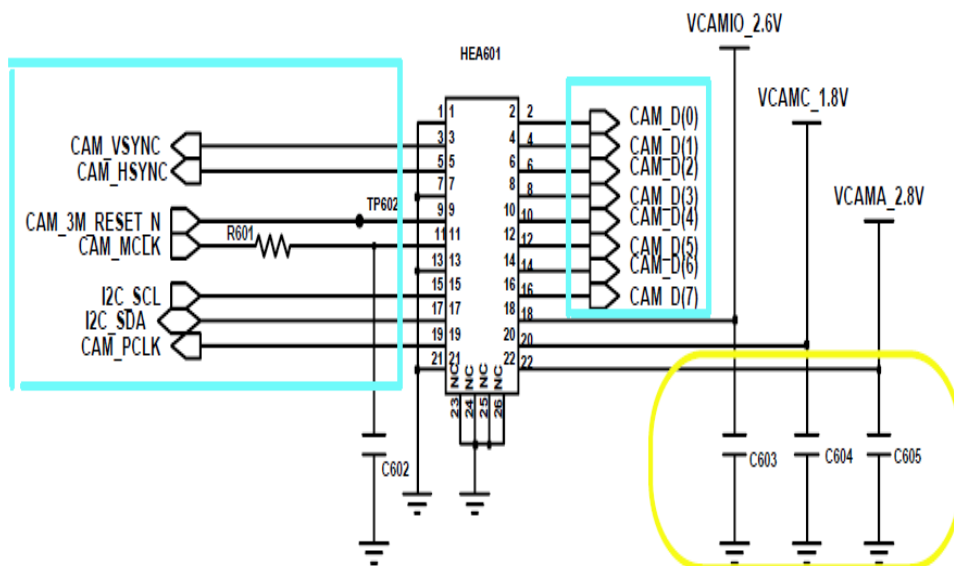 VCAMIO_2.6V
HEA601
VCAMC_1.8V
VCAMA_2.8V
1 1 2 2 CAM_D(0)
CAM_VSYNC 3 3 4 4 CAM_D(1)
CAM_HSYNC 5 5 6 6 CAM_D(2)
7 7 8 8 CAM_D(3)
CAM_3M_RESET_N TP602 9 9 10 10 CAM_D(4)
CAM_MCLK R601 11 11 12 12 CAM_D(5)
13 13 14 14 CAM_D(6)
I2C_SCL 15 15 16 16 CAM_D(7)
I2C_SDA 17 17 18 18
CAM_PCLK 19 19 20 20
21 21 22 22
NC NC NC NC
23 24 25 26
C602
C603
C604
C605